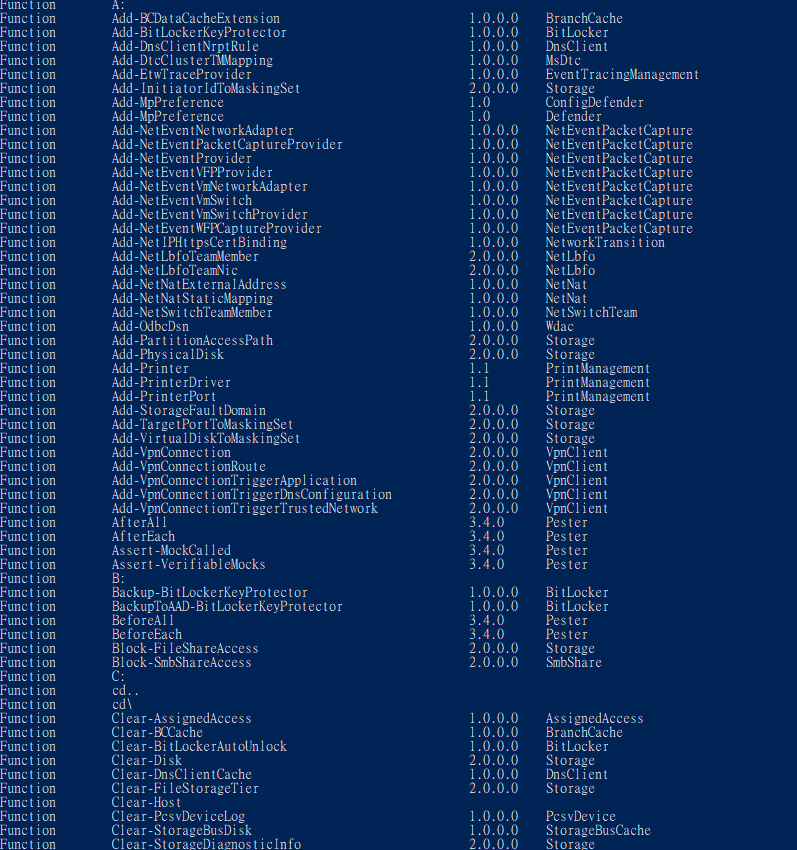 Function A:
Function Add-BCDataCacheExtension 1.0.0.0 BranchCache
Function Add-BitLockerKeyProtector 1.0.0.0 BitLocker
Function Add-DnsClientNrptRule 1.0.0.0 DnsClient
Function Add-DtcClusterTMMapping 1.0.0.0 MsDtc
Function Add-EtwTraceProvider 1.0.0.0 EventTracingManagement
Function Add-InitiatorIdToMaskingSet 2.0.0.0 Storage
Function Add-MpPreference 1.0 ConfigDefender
Function Add-MpPreference 1.0 Defender
Function Add-NetEventNetworkAdapter 1.0.0.0 NetEventPacketCapture
Function Add-NetEventPacketCaptureProvider 1.0.0.0 NetEventPacketCapture
Function Add-NetEventProvider 1.0.0.0 NetEventPacketCapture
Function Add-NetEventVFPProvider 1.0.0.0 NetEventPacketCapture
Function Add-NetEventVmNetworkAdapter 1.0.0.0 NetEventPacketCapture
Function Add-NetEventVmSwitch 1.0.0.0 NetEventPacketCapture
Function Add-NetEventVmSwitchProvider 1.0.0.0 NetEventPacketCapture
Function Add-NetEventWFPCaptureProvider 1.0.0.0 NetEventPacketCapture
Function Add-NetIPHttpsCertBinding 1.0.0.0 NetworkTransition
Function Add-NetLbfoTeamMember 2.0.0.0 NetLbfo
Function Add-NetLbfoTeamNic 2.0.0.0 NetLbfo
Function Add-NetNatExternalAddress 1.0.0.0 NetNat
Function Add-NetNatStaticMapping 1.0.0.0 NetNat
Function Add-NetSwitchTeamMember 1.0.0.0 NetSwitchTeam
Function Add-OdbcDsn 1.0.0.0 Wdac
Function Add-PartitionAccessPath 2.0.0.0 Storage
Function Add-PhysicalDisk 2.0.0.0 Storage
Function Add-Printer 1.1 PrintManagement
Function Add-PrinterDriver 1.1 PrintManagement
Function Add-PrinterPort 1.1 PrintManagement
Function Add-StorageFaultDomain 2.0.0.0 Storage
Function Add-TargetPortToMaskingSet 2.0.0.0 Storage
Function Add-VirtualDiskToMaskingSet 2.0.0.0 Storage
Function Add-VpnConnection 2.0.0.0 VpnClient
Function Add-VpnConnectionRoute 2.0.0.0 VpnClient
Function Add-VpnConnectionTriggerApplication 2.0.0.0 VpnClient
Function Add-VpnConnectionTriggerDnsConfiguration 2.0.0.0 VpnClient
Function Add-VpnConnectionTriggerTrustedNetwork 2.0.0.0 VpnClient
Function AfterAll 3.4.0 Pester
Function AfterEach 3.4.0 Pester
Function Assert-MockCalled 3.4.0 Pester
Function Assert-VerifiableMocks 3.4.0 Pester
Function B:
Function Backup-BitLockerKeyProtector 1.0.0.0 BitLocker
Function BackupToAAD-BitLockerKeyProtector 1.0.0.0 BitLocker
Function BeforeAll 3.4.0 Pester
Function BeforeEach 3.4.0 Pester
Function Block-FileShareAccess 2.0.0.0 Storage
Function Block-SmbShareAccess 2.0.0.0 SmbShare
Function C:
Function cd..
Function cd\
Function Clear-AssignedAccess 1.0.0.0 AssignedAccess
Function Clear-BCCache 1.0.0.0 BranchCache
Function Clear-BitLockerAutoUnlock 1.0.0.0 BitLocker
Function Clear-Disk 2.0.0.0 Storage
Function Clear-DnsClientCache 1.0.0.0 DnsClient
Function Clear-FileStorageTier 2.0.0.0 Storage
Function Clear-Host
Function Clear-PcsvDeviceLog 1.0.0.0 PcsvDevice
Function Clear-StorageBusDisk 1.0.0.0 StorageBusCache
Function Clear-StorageDiagnosticInfo 2.0.0.0 Storage